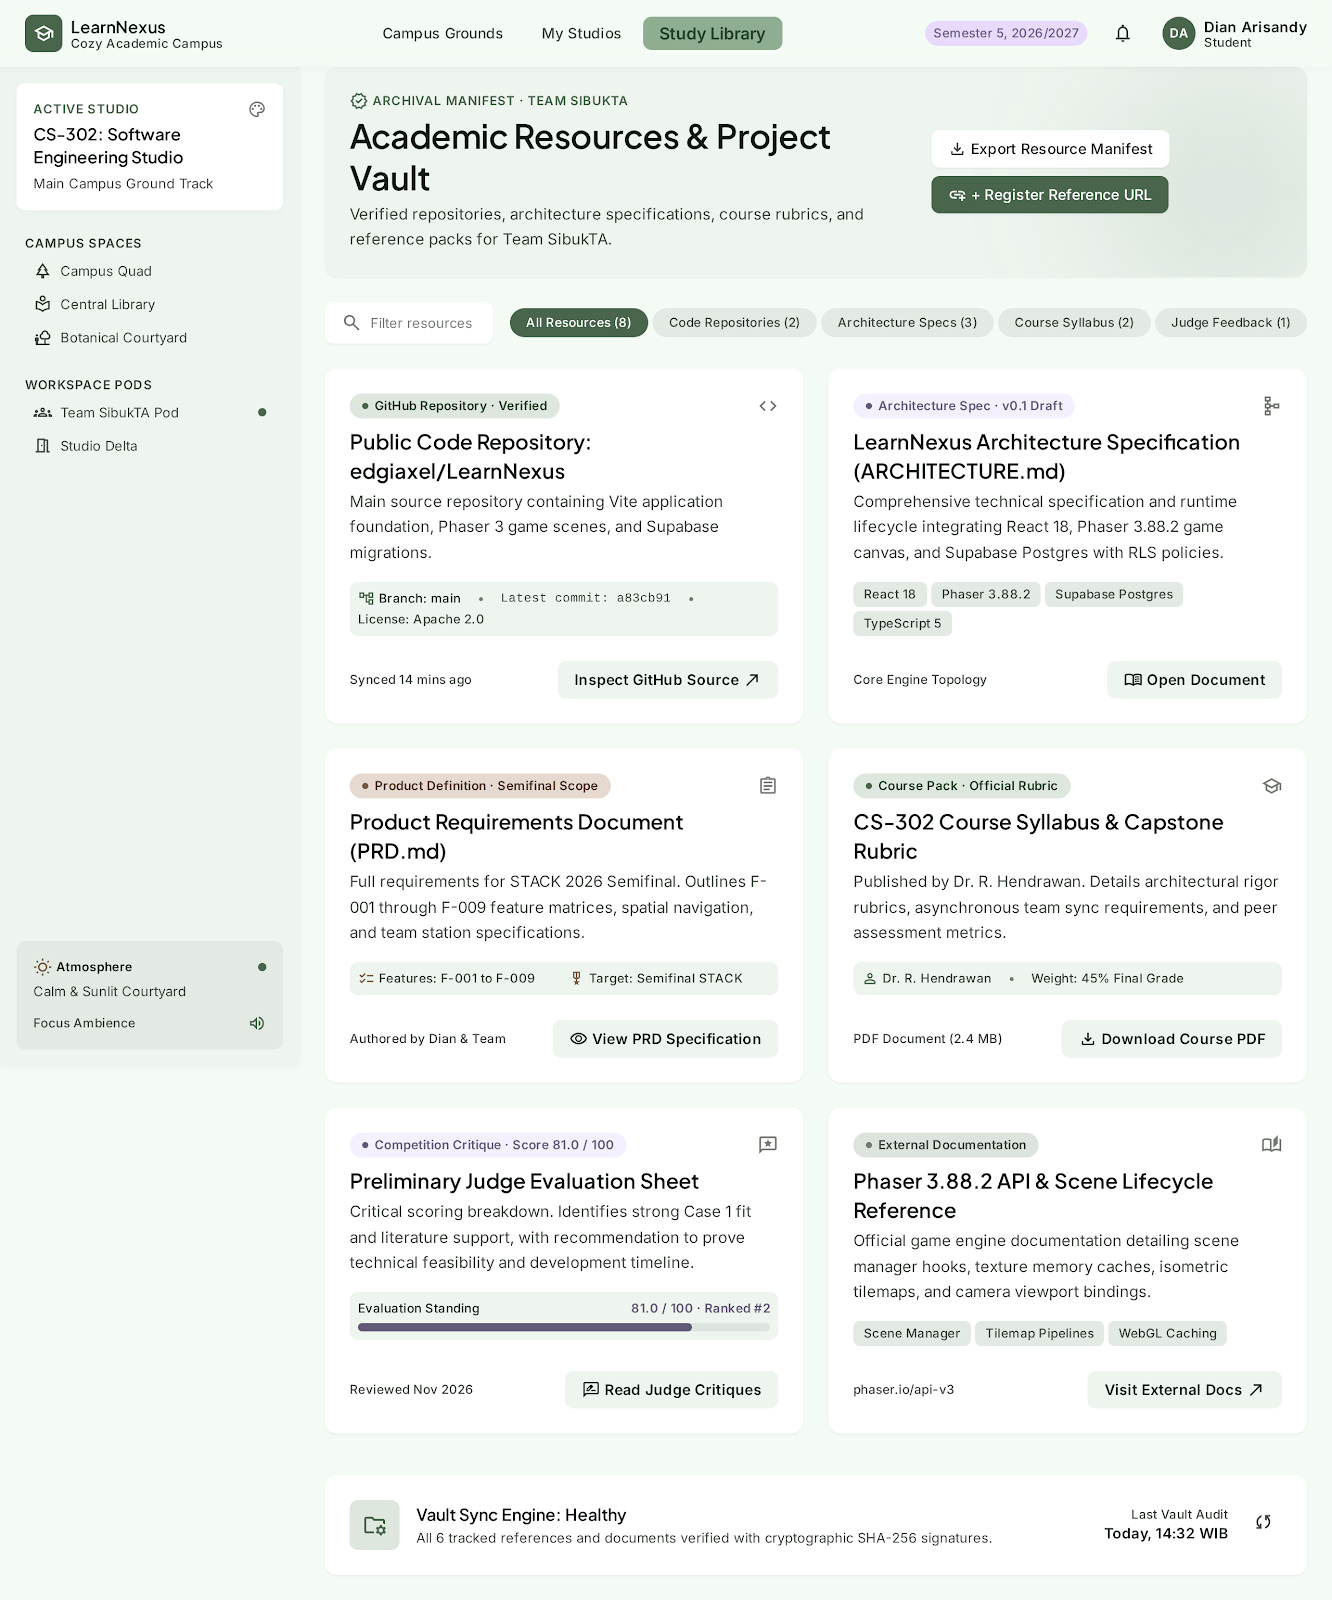 LearnNexus
Cozy Academic Campus
Campus Grounds
My Studios
Study Library
Semester 5, 2026/2027
DA
Dian Arisandy
Student
ACTIVE STUDIO
CS-302: Software
Engineering Studio
Main Campus Ground Track
CAMPUS SPACES
Campus Quad
Central Library
Botanical Courtyard
WORKSPACE PODS
Team SibukTA Pod
Studio Delta
Atmosphere
Calm & Sunlit Courtyard
Focus Ambience
ARCHIVAL MANIFEST · TEAM SIBUKTA
Academic Resources & Project
Vault
Verified repositories, architecture specifications, course rubrics, and
reference packs for Team SibukTA.
Export Resource Manifest
+ Register Reference URL
Filter resources
All Resources (8)
Code Repositories (2)
Architecture Specs (3)
Course Syllabus (2)
Judge Feedback (1)
GitHub Repository · Verified
Public Code Repository:
edgiaxel/LearnNexus
Main source repository containing Vite application
foundation, Phaser 3 game scenes, and Supabase
migrations.
Branch: main • Latest commit: a83cb91 •
License: Apache 2.0
Synced 14 mins ago
Inspect GitHub Source
Architecture Spec · v0.1 Draft
LearnNexus Architecture Specification
(ARCHITECTURE.md)
Comprehensive technical specification and runtime
lifecycle integrating React 18, Phaser 3.88.2 game
canvas, and Supabase Postgres with RLS policies.
React 18
Phaser 3.88.2
Supabase Postgres
TypeScript 5
Core Engine Topology
Open Document
Product Definition · Semifinal Scope
Product Requirements Document
(PRD.md)
Full requirements for STACK 2026 Semifinal. Outlines F-
001 through F-009 feature matrices, spatial navigation,
and team station specifications.
Features: F-001 to F-009
Target: Semifinal STACK
Authored by Dian & Team
View PRD Specification
Course Pack · Official Rubric
CS-302 Course Syllabus & Capstone
Rubric
Published by Dr. R. Hendrawan. Details architectural rigor
rubrics, asynchronous team sync requirements, and peer
assessment metrics.
Dr. R. Hendrawan • Weight: 45% Final Grade
PDF Document (2.4 MB)
Download Course PDF
Competition Critique · Score 81.0 / 100
Preliminary Judge Evaluation Sheet
Critical scoring breakdown. Identifies strong Case 1 fit
and literature support, with recommendation to prove
technical feasibility and development timeline.
Evaluation Standing
81.0 / 100 · Ranked #2
Reviewed Nov 2026
Read Judge Critiques
External Documentation
Phaser 3.88.2 API & Scene Lifecycle
Reference
Official game engine documentation detailing scene
manager hooks, texture memory caches, isometric
tilemaps, and camera viewport bindings.
Scene Manager
Tilemap Pipelines
WebGL Caching
phaser.io/api-v3
Visit External Docs
Vault Sync Engine: Healthy
All 6 tracked references and documents verified with cryptographic SHA-256 signatures.
Last Vault Audit
Today, 14:32 WIB